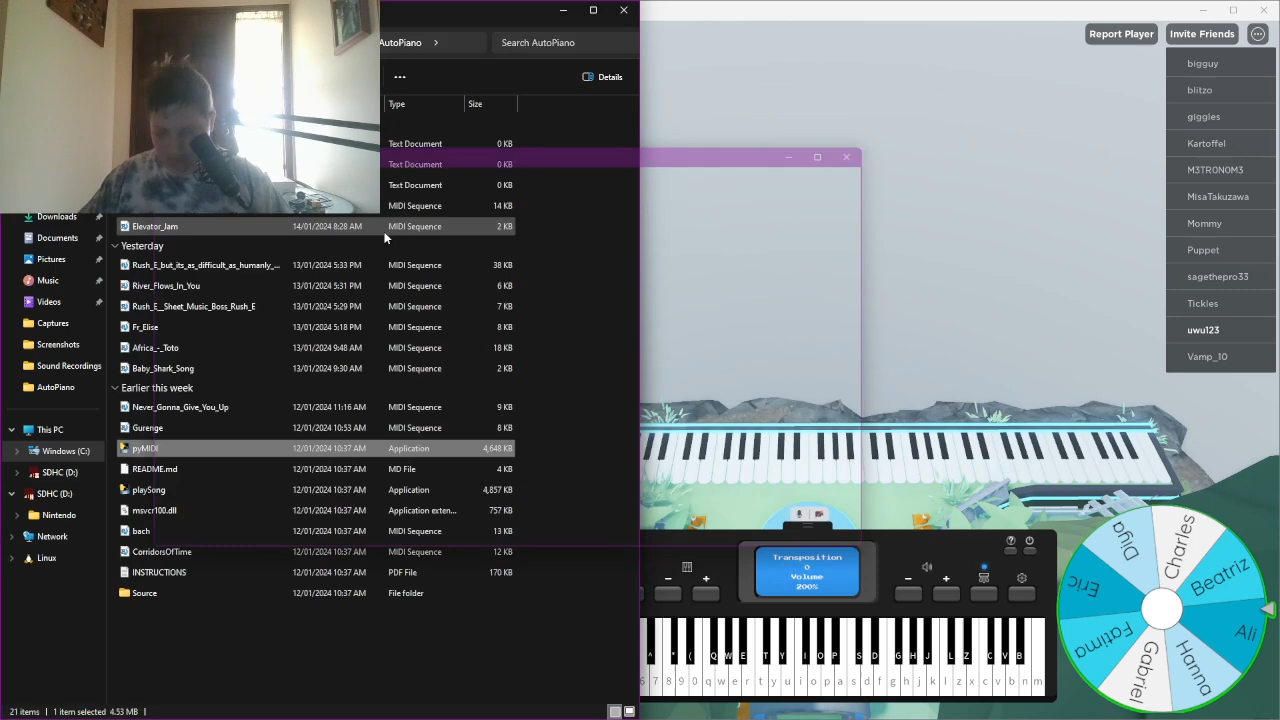 AutoPiano
Search AutoPiano
Report Player
Invite Friends
Details
Type
Size
bigguy
blitzo
giggles
Kartoffel
M3TR0N0M3
MisaTakuzawa
Mommy
Puppet
sagethepro33
Tickles
uwu123
Vamp_10
Text Document 0 KB
Text Document 0 KB
Text Document 0 KB
MIDI Sequence 14 KB
Elevator_Jam 14/01/2024 8:28 AM MIDI Sequence 2 KB
Yesterday
Rush_E_but_its_as_difficult_as_humanly_... 13/01/2024 5:33 PM MIDI Sequence 38 KB
River_Flows_In_You 13/01/2024 5:31 PM MIDI Sequence 6 KB
Rush_E__Sheet_Music_Boss_Rush_E 13/01/2024 5:29 PM MIDI Sequence 7 KB
Fr_Elise 13/01/2024 5:18 PM MIDI Sequence 8 KB
Africa_-_Toto 13/01/2024 9:48 AM MIDI Sequence 18 KB
Baby_Shark_Song 13/01/2024 9:30 AM MIDI Sequence 2 KB
Earlier this week
Never_Gonna_Give_You_Up 12/01/2024 11:16 AM MIDI Sequence 9 KB
Gurenge 12/01/2024 10:53 AM MIDI Sequence 8 KB
pyMIDI 12/01/2024 10:37 AM Application 4,648 KB
README.md 12/01/2024 10:37 AM MD File 4 KB
playSong 12/01/2024 10:37 AM Application 4,857 KB
msvcr100.dll 12/01/2024 10:37 AM Application exten... 757 KB
bach 12/01/2024 10:37 AM MIDI Sequence 13 KB
CorridorsOfTime 12/01/2024 10:37 AM MIDI Sequence 12 KB
INSTRUCTIONS 12/01/2024 10:37 AM PDF File 170 KB
Source 12/01/2024 10:37 AM File folder
Downloads
Documents
Pictures
Music
Videos
Captures
Screenshots
Sound Recordings
AutoPiano
This PC
Windows (C:)
SDHC (D:)
SDHC (D:)
Nintendo
Network
Linux
21 items 1 item selected 4.53 MB
Transposition
0
Volume
200%
^ * ( Q W E T Y I O P S D G H J L Z C V B
6 7 8 9 0 q w e r t y u i o p a s d f g h j k l z x c v b n m
Diya
Charles
Beatriz
Ali
Hanna
Gabriel
Fatima
Eric